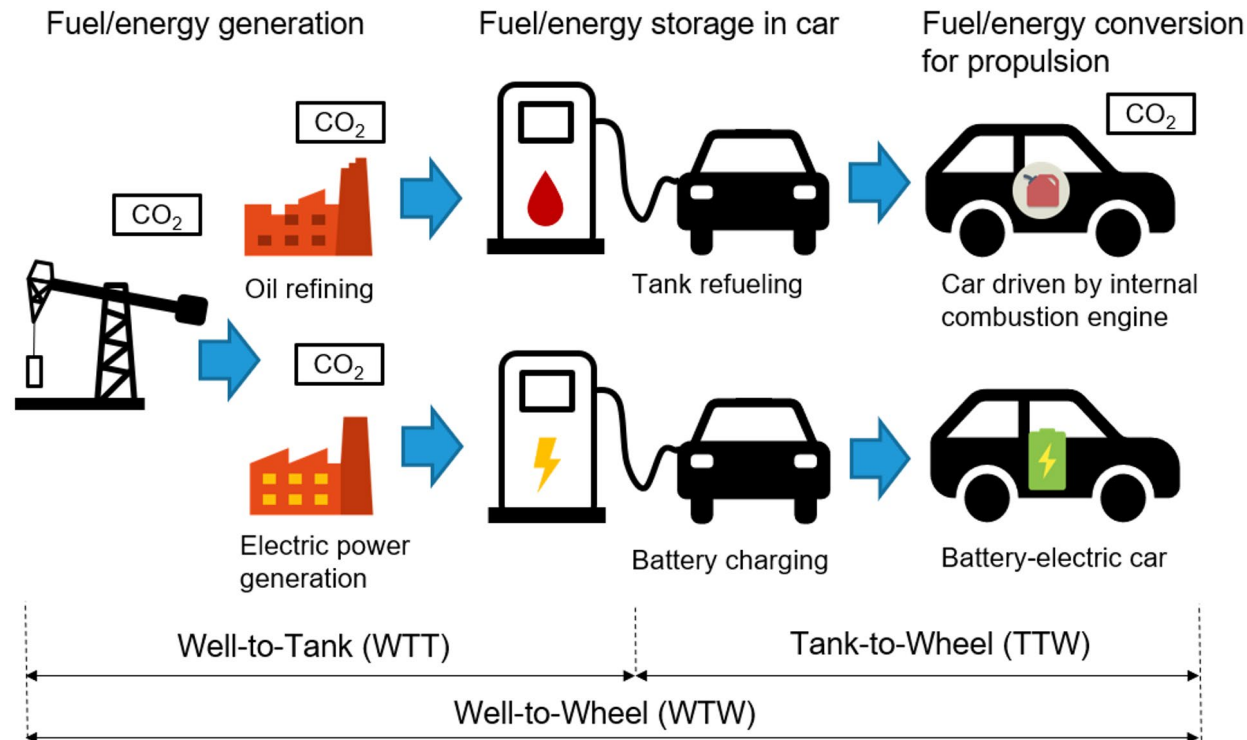 Fuel/energy generation
Fuel/energy storage in car
Fuel/energy conversion
for propulsion
CO₂
CO₂
CO₂
Oil refining
Tank refueling
Car driven by internal
combustion engine
CO₂
Electric power
generation
Battery charging
Battery-electric car
Well-to-Tank (WTT)
Tank-to-Wheel (TTW)
Well-to-Wheel (WTW)